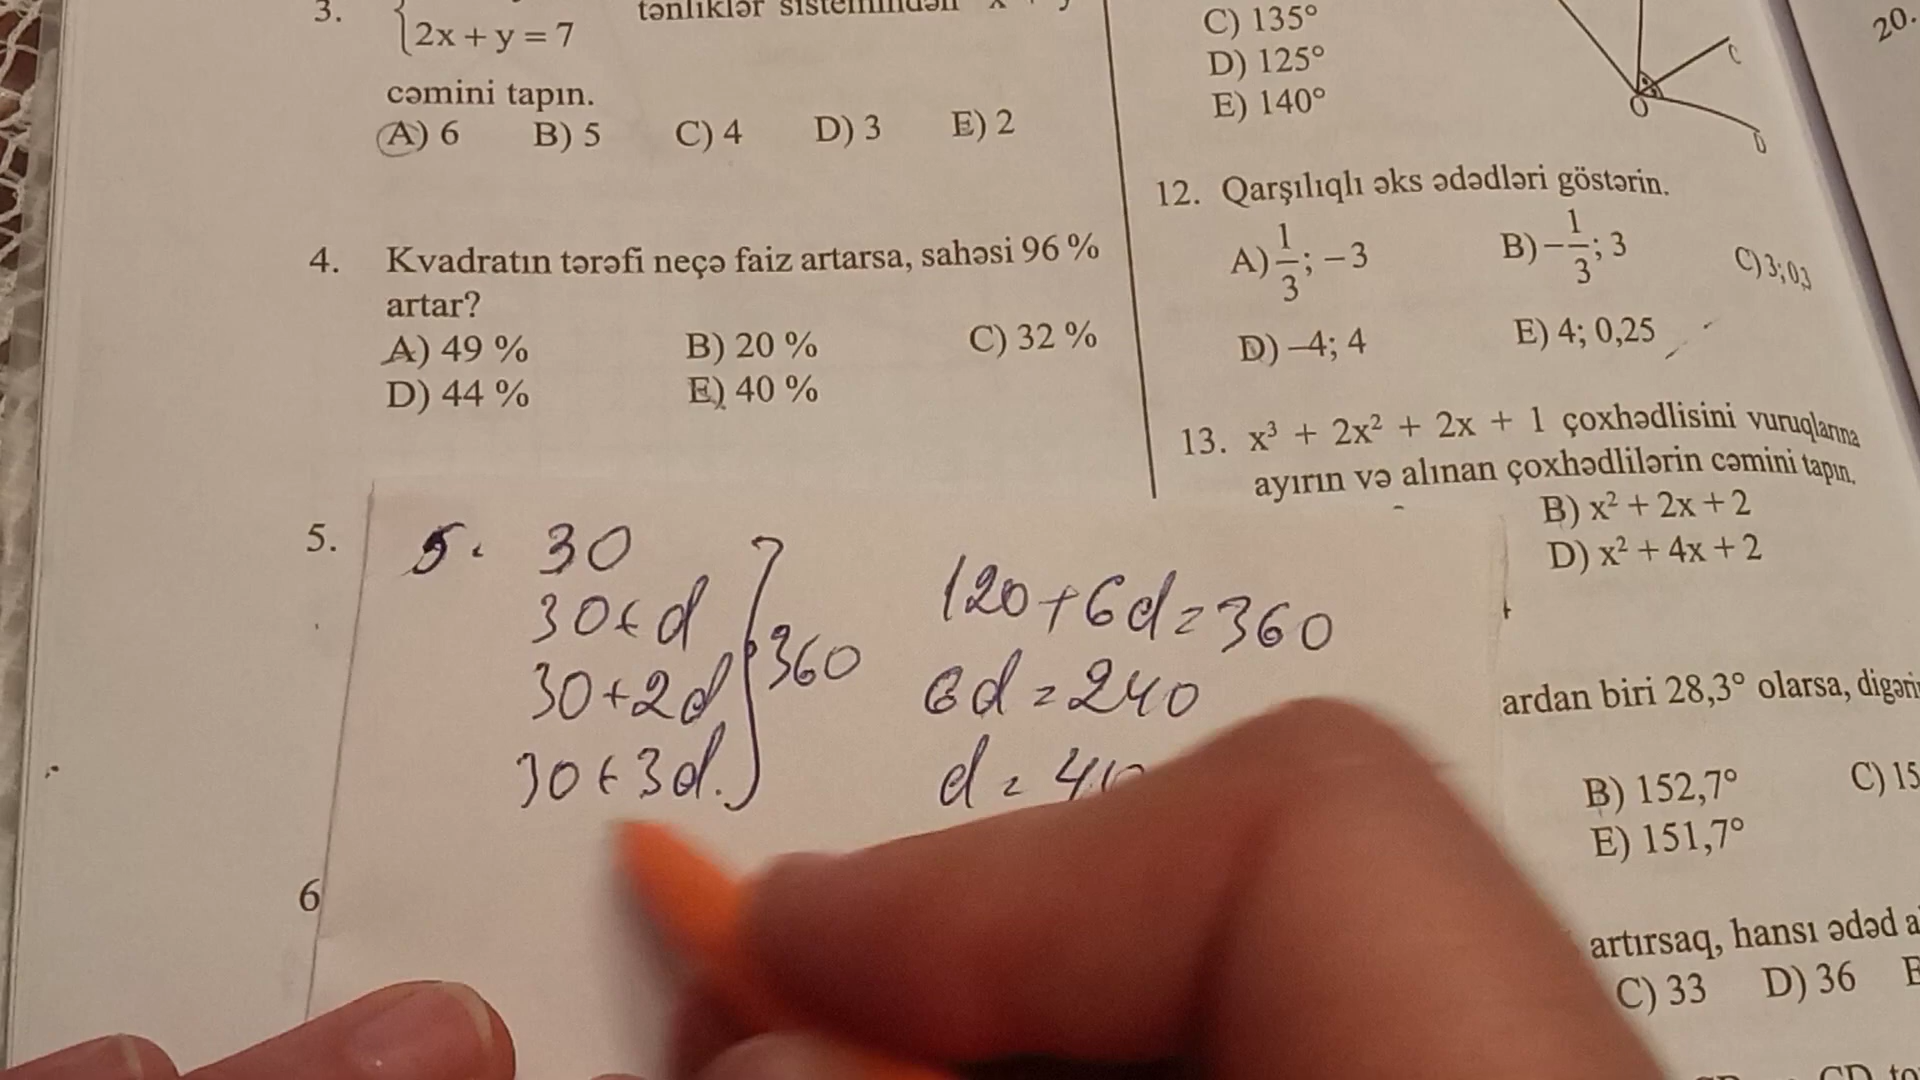 3.
2x + y = 7
tənliklər sistemindən
cəmini tapın.
A) 6 B) 5 C) 4 D) 3 E) 2
4. Kvadratın tərəfi neçə faiz artarsa, sahəsi 96 %
artar?
A) 49 % B) 20 % C) 32 %
D) 44 % E) 40 %
5.
5. 30
30+d
30+2d
30+3d.
360
120+6d=360
6d=240
d=40
6
C) 135°
D) 125°
E) 140°
O
C
D
12. Qarşılıqlı əks ədədləri göstərin.
A) 1/3; −3 B) −1/3; 3 C) 3; 0,3
D) −4; 4 E) 4; 0,25
13. x³ + 2x² + 2x + 1 çoxhədlisini vuruqlarına
ayırın və alınan çoxhədlilərin cəmini tapın.
B) x² + 2x + 2
D) x² + 4x + 2
ardan biri 28,3° olarsa,
B) 152,7° C) 15
E) 151,7°
artırsaq, hansı ədəd a
C) 33 D) 36
20.